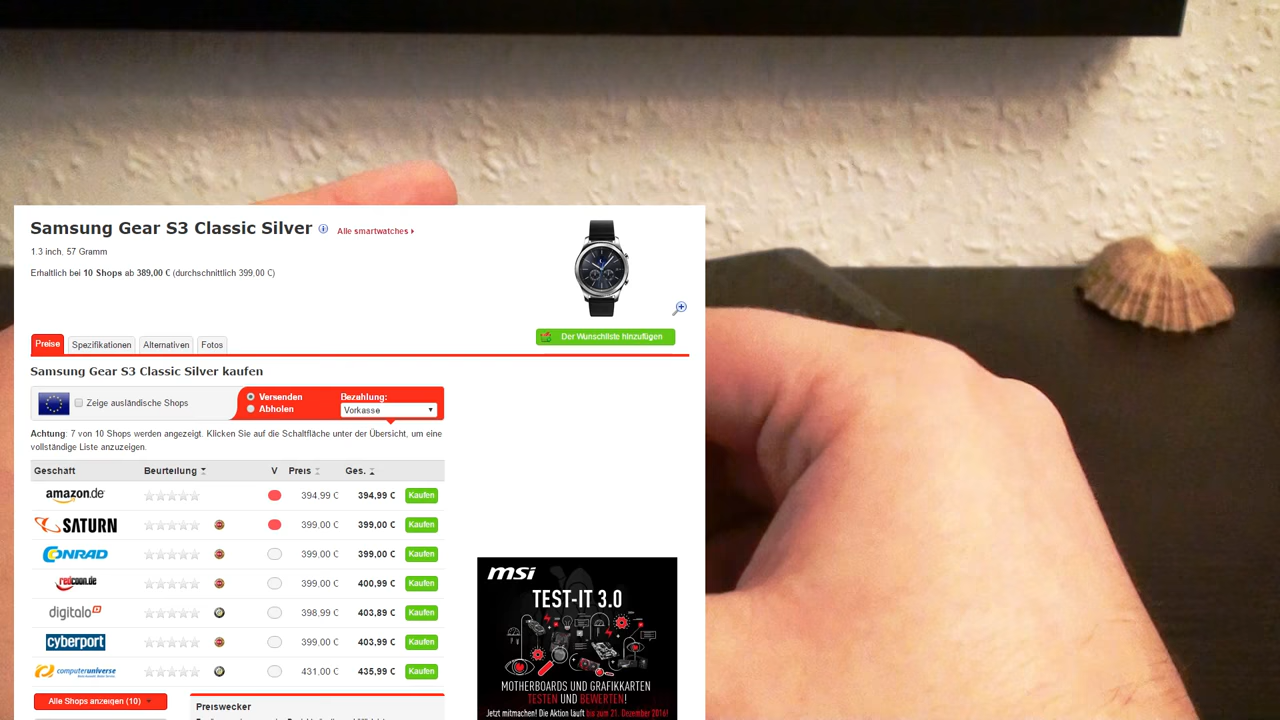 Samsung Gear S3 Classic Silver
Alle smartwatches
1.3 inch, 57 Gramm
Erhaltlich bei 10 Shops ab 389,00 € (durchschnittlich 399,00 €)
Der Wunschliste hinzufügen
Preise
Spezifikationen
Alternativen
Fotos
Samsung Gear S3 Classic Silver kaufen
Zeige ausländische Shops
Versenden
Abholen
Bezahlung:
Vorkasse
Achtung: 7 von 10 Shops werden angezeigt. Klicken Sie auf die Schaltfläche unter der Übersicht, um eine
vollständige Liste anzuzeigen.
Geschäft Beurteilung V Preis Ges.
amazon.de 394,99 € 394,99 € Kaufen
SATURN 399,00 € 399,00 € Kaufen
CONRAD 399,00 € 399,00 € Kaufen
redcoon.de 399,00 € 400,99 € Kaufen
digitalo 398,99 € 403,89 € Kaufen
cyberport 399,00 € 403,99 € Kaufen
computeruniverse 431,00 € 435,99 € Kaufen
Alle Shops anzeigen (10)
Preiswecker
msi
TEST-IT 3.0
MOTHERBOARDS UND GRAFIKKARTEN
TESTEN UND BEWERTEN!
Jetzt mitmachen! Die Aktion läuft bis zum 21. Dezember 2016!